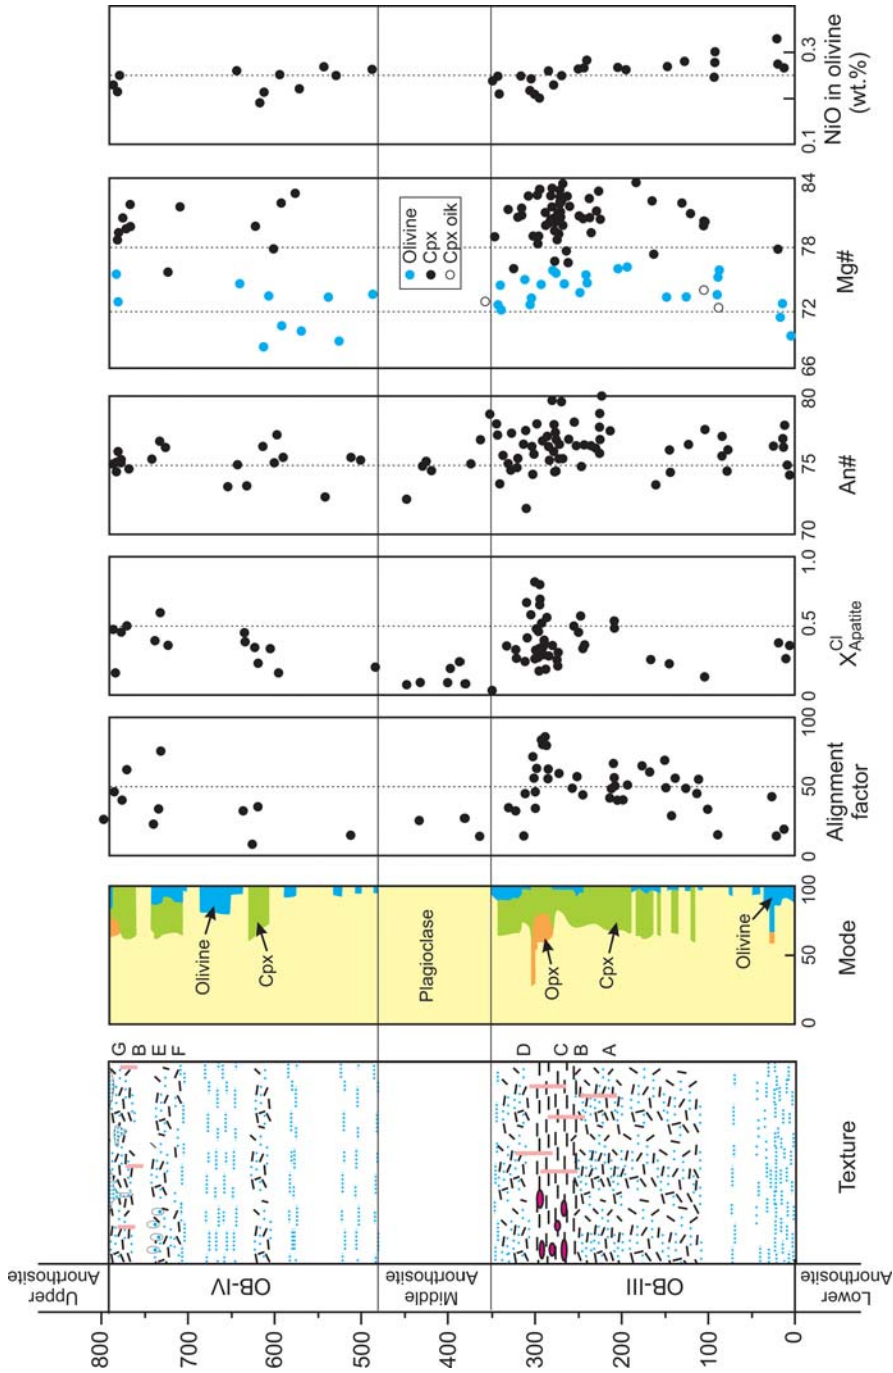 Upper
Anorthosite
OB-IV
Middle
Anorthosite
OB-III
Lower
Anorthosite
800
700
600
500
400
300
200
100
0
Texture
G
B
E
F
D
C
B
A
Mode
0
50
100
Olivine
Cpx
Plagioclase
Opx
Cpx
Olivine
Alignment
factor
0
50
100
X Cl Apatite
0
0.5
1.0
An#
70
75
80
Mg#
66
72
78
84
Olivine
Cpx
Cpx oik
NiO in olivine
(wt.%)
0.1
0.3